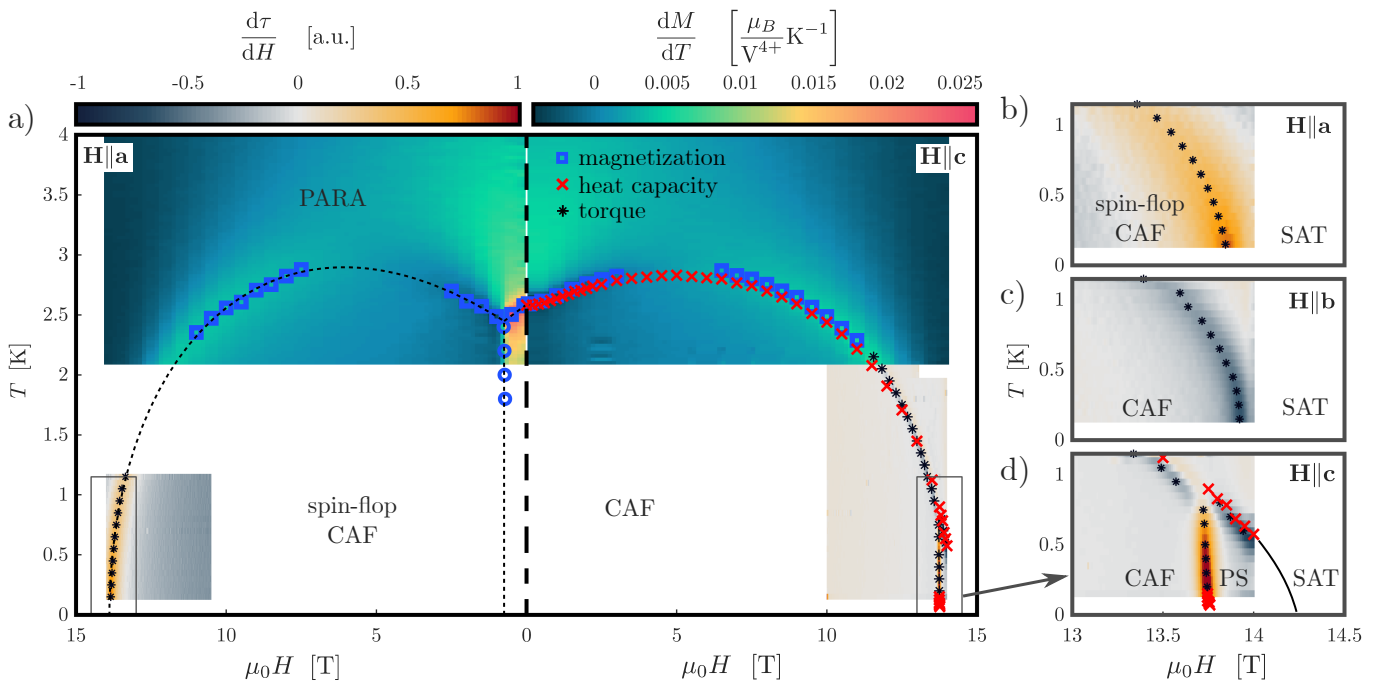 dτ/dH [a.u.]
-1 -0.5 0 0.5 1
dM/dT [μ_B/V⁴⁺ K⁻¹]
0 0.005 0.01 0.015 0.02 0.025
a)
H∥a
H∥c
magnetization
heat capacity
torque
PARA
spin-flop
CAF
CAF
4
3.5
3
2.5
2
1.5
1
0.5
0
T [K]
15 10 5 0 5 10 15
μ₀H [T]
μ₀H [T]
b)
H∥a
1
0.5
0
spin-flop
CAF
SAT
c)
H∥b
1
0.5
0
T [K]
CAF
SAT
d)
H∥c
1
0.5
0
CAF
PS
SAT
13 13.5 14 14.5
μ₀H [T]